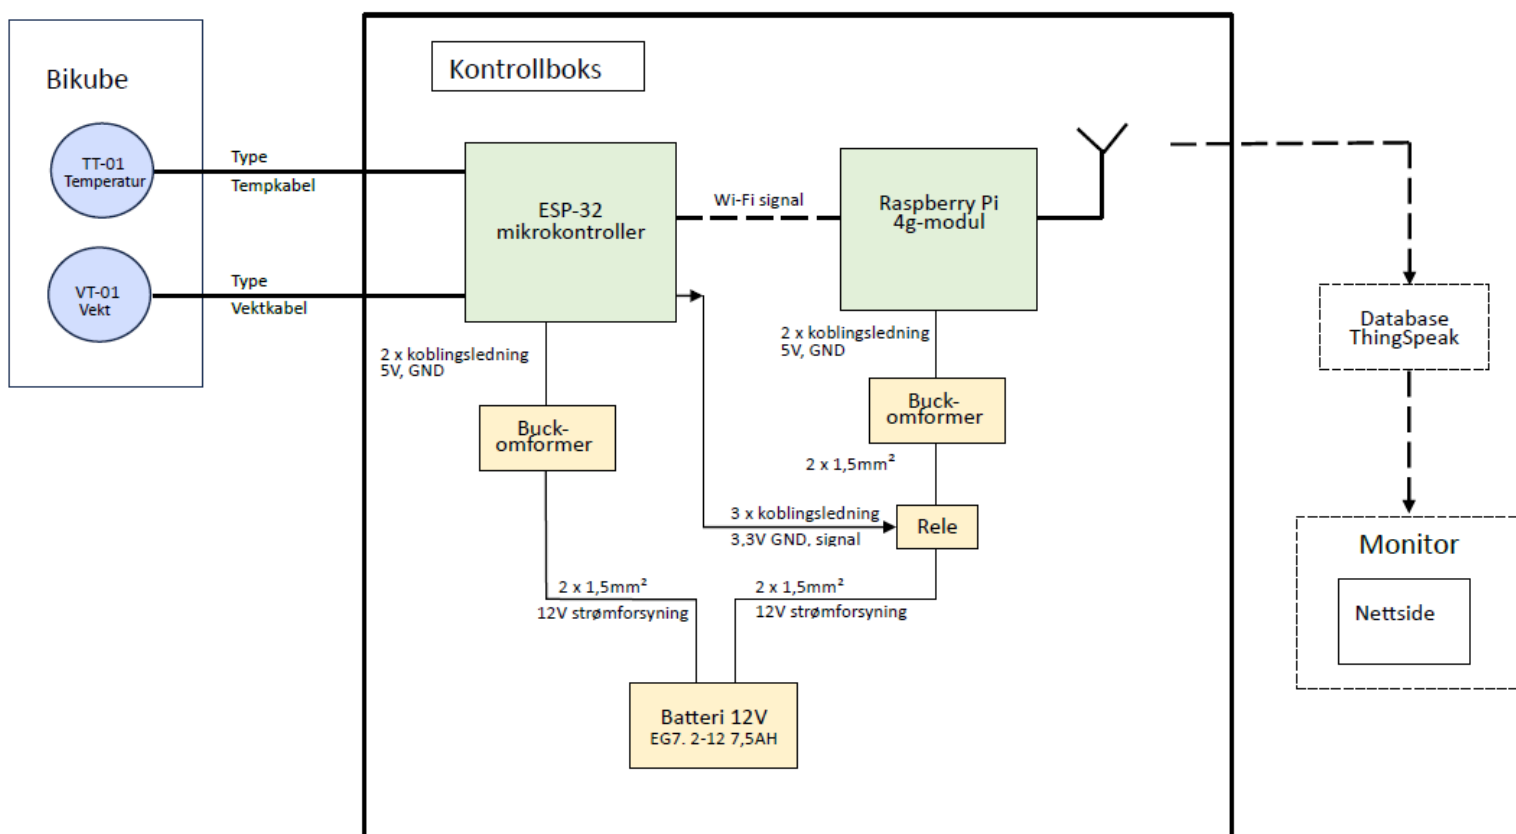 Bikube
TT-01
Temperatur
VT-01
Vekt
Type
Tempkabel
Type
Vektkabel
Kontrollboks
ESP-32
mikrokontroller
Wi-Fi signal
Raspberry Pi
4g-modul
2 x koblingsledning
5V, GND
2 x koblingsledning
5V, GND
Buck-
omformer
Buck-
omformer
2 x 1,5mm²
3 x koblingsledning
3,3V GND, signal
Rele
2 x 1,5mm²
12V strømforsyning
2 x 1,5mm²
12V strømforsyning
Batteri 12V
EG7. 2-12 7,5AH
Database
ThingSpeak
Monitor
Nettside